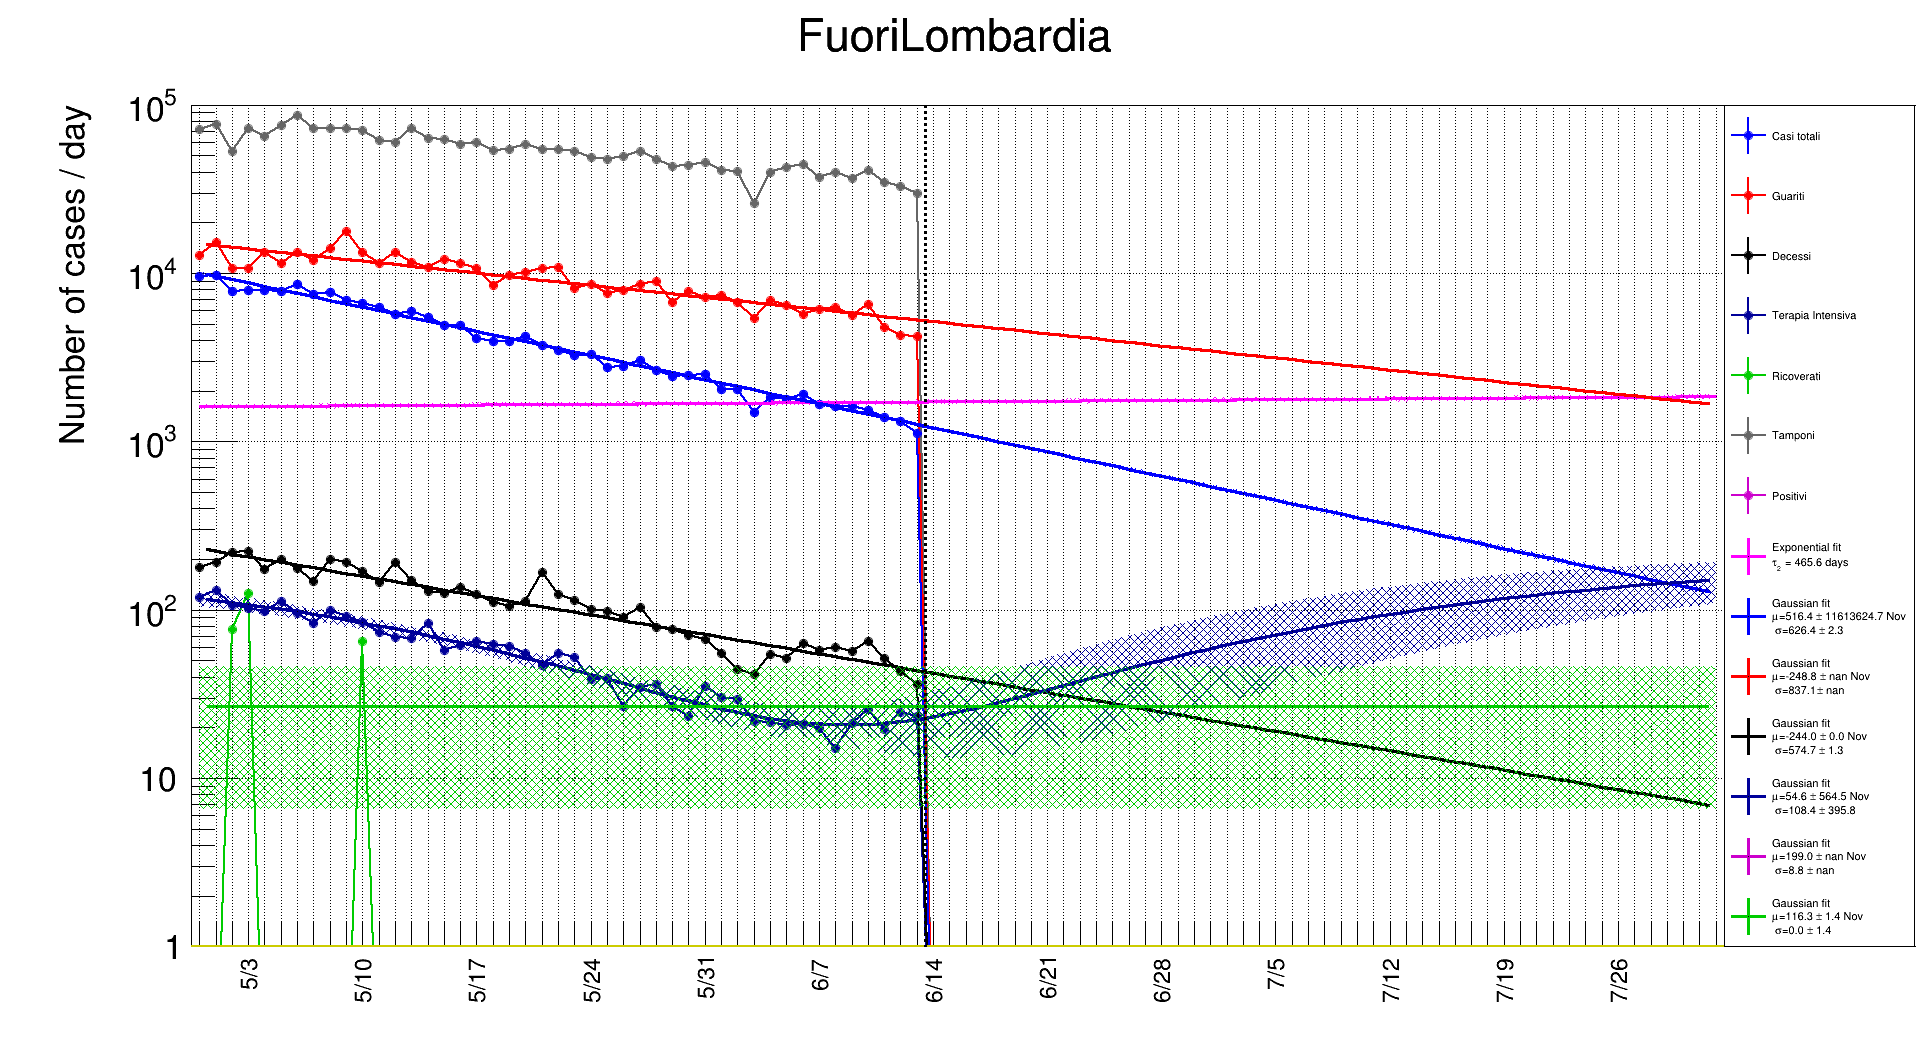 FuoriLombardia
Number of cases / day
10^5
10^4
10^3
10^2
10
1
5/3
5/10
5/17
5/24
5/31
6/7
6/14
6/21
6/28
7/5
7/12
7/19
7/26
Casi totali
Guariti
Decessi
Terapia Intensiva
Ricoverati
Tamponi
Positivi
Exponential fit
τ₂ = 465.6 days
Gaussian fit
μ=516.4 ± 11613624.7 Nov
σ=626.4 ± 2.3
Gaussian fit
μ=-248.8 ± nan Nov
σ=837.1 ± nan
Gaussian fit
μ=-244.0 ± 0.0 Nov
σ=574.7 ± 1.3
Gaussian fit
μ=54.6 ± 564.5 Nov
σ=108.4 ± 395.8
Gaussian fit
μ=199.0 ± nan Nov
σ=8.8 ± nan
Gaussian fit
μ=116.3 ± 1.4 Nov
σ=0.0 ± 1.4